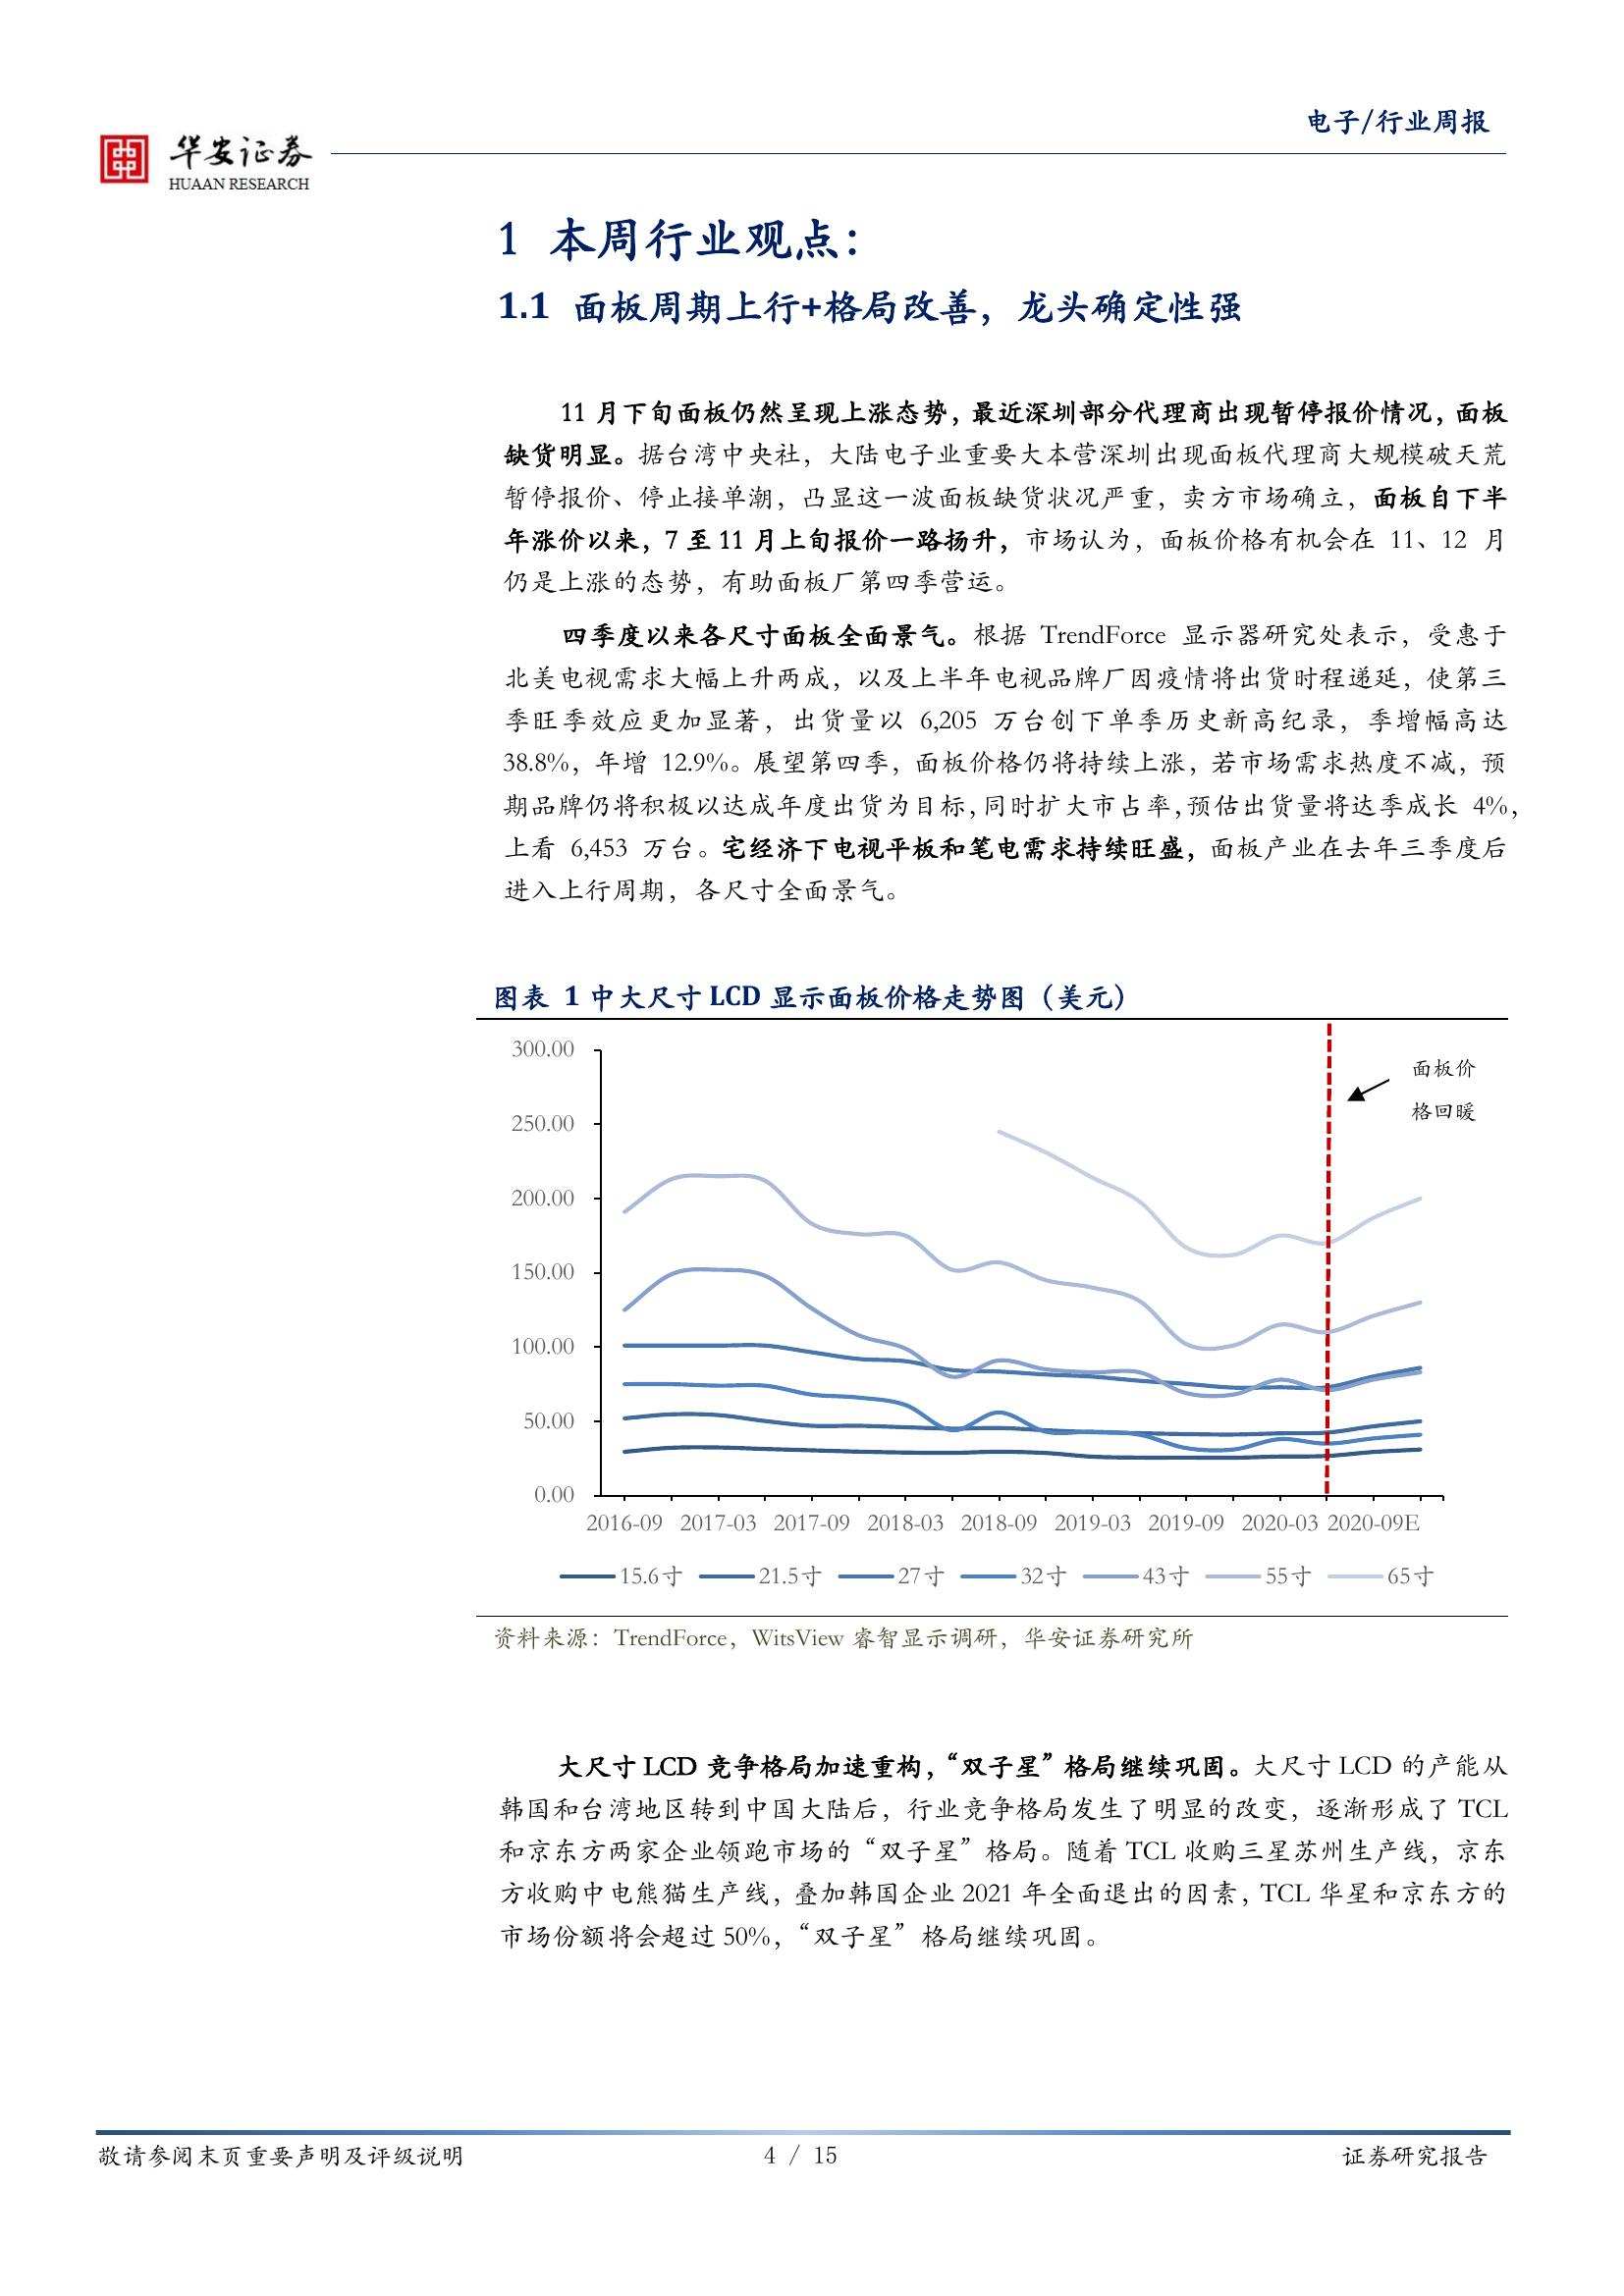 电子/行业周报
华安证券
HUAAN RESEARCH
1 本周行业观点：
1.1 面板周期上行+格局改善，龙头确定性强
11 月下旬面板仍然呈现上涨态势，最近深圳部分代理商出现暂停报价情况，面板
缺货明显。据台湾中央社，大陆电子业重要大本营深圳出现面板代理商大规模破天荒
暂停报价、停止接单潮，凸显这一波面板缺货状况严重，卖方市场确立，面板自下半
年涨价以来，7 至 11 月上旬报价一路扬升，市场认为，面板价格有机会在 11、12 月
仍是上涨的态势，有助面板厂第四季营运。
四季度以来各尺寸面板全面景气。根据 TrendForce 显示器研究处表示，受惠于
北美电视需求大幅上升两成，以及上半年电视品牌厂因疫情将出货时程递延，使第三
季旺季效应更加显著，出货量以 6,205 万台创下单季历史新高纪录，季增幅高达
38.8%，年增 12.9%。展望第四季，面板价格仍将持续上涨，若市场需求热度不减，预
期品牌仍将积极以达成年度出货为目标，同时扩大市占率，预估出货量将达季成长 4%，
上看 6,453 万台。宅经济下电视平板和笔电需求持续旺盛，面板产业在去年三季度后
进入上行周期，各尺寸全面景气。
图表 1 中大尺寸 LCD 显示面板价格走势图（美元）
300.00
250.00
200.00
150.00
100.00
50.00
0.00
面板价
格回暖
2016-09 2017-03 2017-09 2018-03 2018-09 2019-03 2019-09 2020-03 2020-09E
15.6寸 21.5寸 27寸 32寸 43寸 55寸 65寸
资料来源：TrendForce，WitsView 睿智显示调研，华安证券研究所
大尺寸 LCD 竞争格局加速重构，“双子星”格局继续巩固。大尺寸 LCD 的产能从
韩国和台湾地区转到中国大陆后，行业竞争格局发生了明显的改变，逐渐形成了 TCL
和京东方两家企业领跑市场的“双子星”格局。随着 TCL 收购三星苏州生产线，京东
方收购中电熊猫生产线，叠加韩国企业 2021 年全面退出的因素，TCL 华星和京东方的
市场份额将会超过 50%，“双子星”格局继续巩固。
敬请参阅末页重要声明及评级说明
4 / 15
证券研究报告